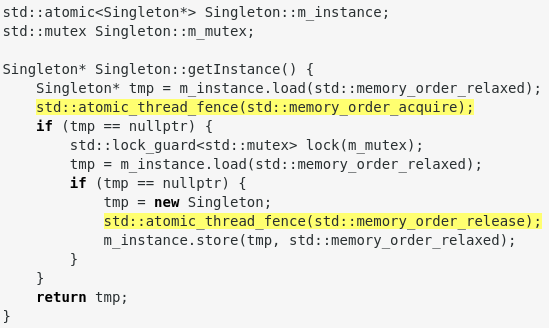 std::atomic<Singleton*> Singleton::m_instance;
std::mutex Singleton::m_mutex;

Singleton* Singleton::getInstance() {
    Singleton* tmp = m_instance.load(std::memory_order_relaxed);
    std::atomic_thread_fence(std::memory_order_acquire);
    if (tmp == nullptr) {
        std::lock_guard<std::mutex> lock(m_mutex);
        tmp = m_instance.load(std::memory_order_relaxed);
        if (tmp == nullptr) {
            tmp = new Singleton;
            std::atomic_thread_fence(std::memory_order_release);
            m_instance.store(tmp, std::memory_order_relaxed);
        }
    }
    return tmp;
}